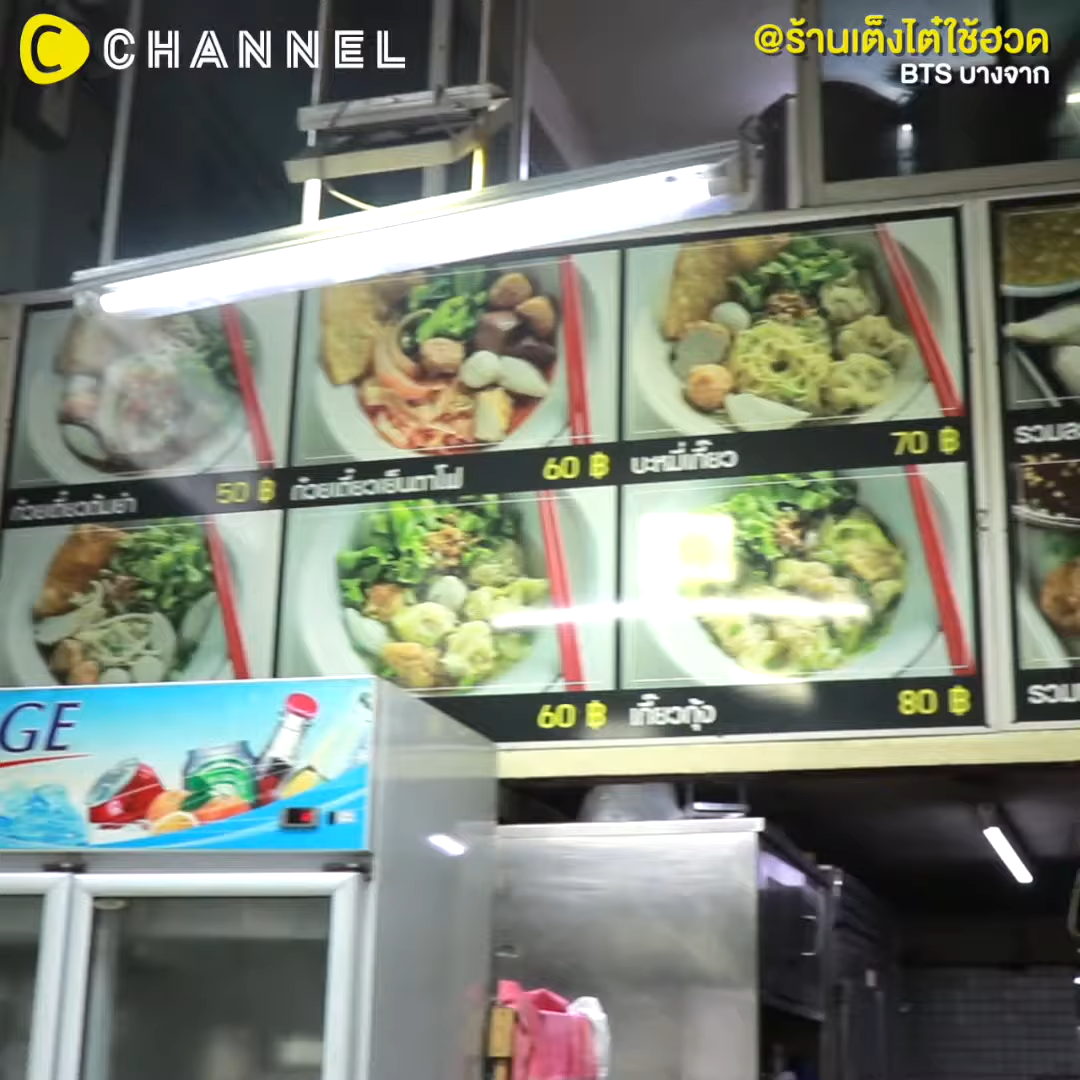 C CHANNEL
@ร้านเต็งไต๋ใช้ฮวด
BTS บางจาก
ก๋วยเตี๋ยวต้มยำ 50 ฿
ก๋วยเตี๋ยวเย็นตาโฟ 60 ฿
บะหมี่เกี๊ยว 70 ฿
60 ฿
เกี๊ยวกุ้ง 80 ฿
GE